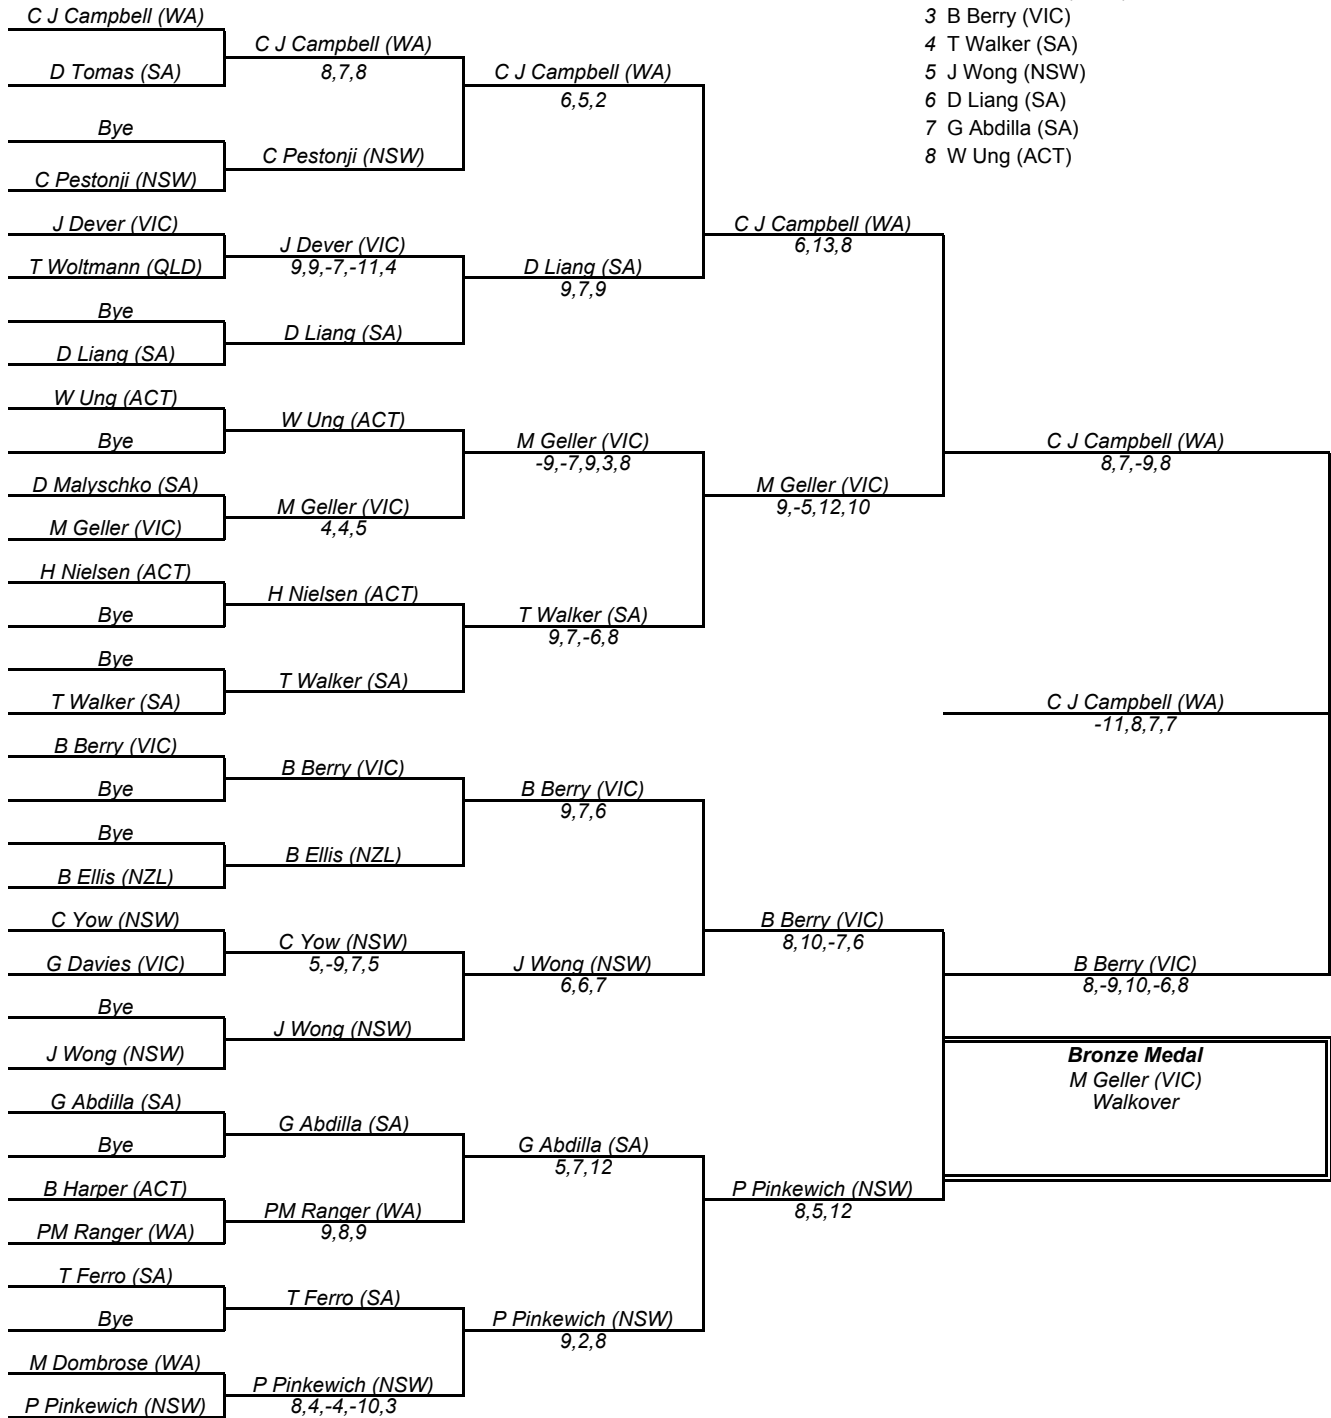 C J Campbell (WA)
D Tomas (SA)
Bye
C Pestonji (NSW)
J Dever (VIC)
T Woltmann (QLD)
Bye
D Liang (SA)
W Ung (ACT)
Bye
D Malyschko (SA)
M Geller (VIC)
H Nielsen (ACT)
Bye
Bye
T Walker (SA)
B Berry (VIC)
Bye
Bye
B Ellis (NZL)
C Yow (NSW)
G Davies (VIC)
Bye
J Wong (NSW)
G Abdilla (SA)
Bye
B Harper (ACT)
PM Ranger (WA)
T Ferro (SA)
Bye
M Dombrose (WA)
P Pinkewich (NSW)
C J Campbell (WA)
8,7,8
C Pestonji (NSW)
J Dever (VIC)
9,9,-7,-11,4
D Liang (SA)
W Ung (ACT)
M Geller (VIC)
4,4,5
H Nielsen (ACT)
T Walker (SA)
B Berry (VIC)
B Ellis (NZL)
C Yow (NSW)
5,-9,7,5
J Wong (NSW)
G Abdilla (SA)
PM Ranger (WA)
9,8,9
T Ferro (SA)
P Pinkewich (NSW)
8,4,-4,-10,3
C J Campbell (WA)
6,5,2
D Liang (SA)
9,7,9
M Geller (VIC)
-9,-7,9,3,8
T Walker (SA)
9,7,-6,8
B Berry (VIC)
9,7,6
J Wong (NSW)
6,6,7
G Abdilla (SA)
5,7,12
P Pinkewich (NSW)
9,2,8
C J Campbell (WA)
6,13,8
M Geller (VIC)
9,-5,12,10
B Berry (VIC)
8,10,-7,6
P Pinkewich (NSW)
8,5,12
3 B Berry (VIC)
4 T Walker (SA)
5 J Wong (NSW)
6 D Liang (SA)
7 G Abdilla (SA)
8 W Ung (ACT)
C J Campbell (WA)
8,7,-9,8
C J Campbell (WA)
-11,8,7,7
B Berry (VIC)
8,-9,10,-6,8
Bronze Medal
M Geller (VIC)
Walkover